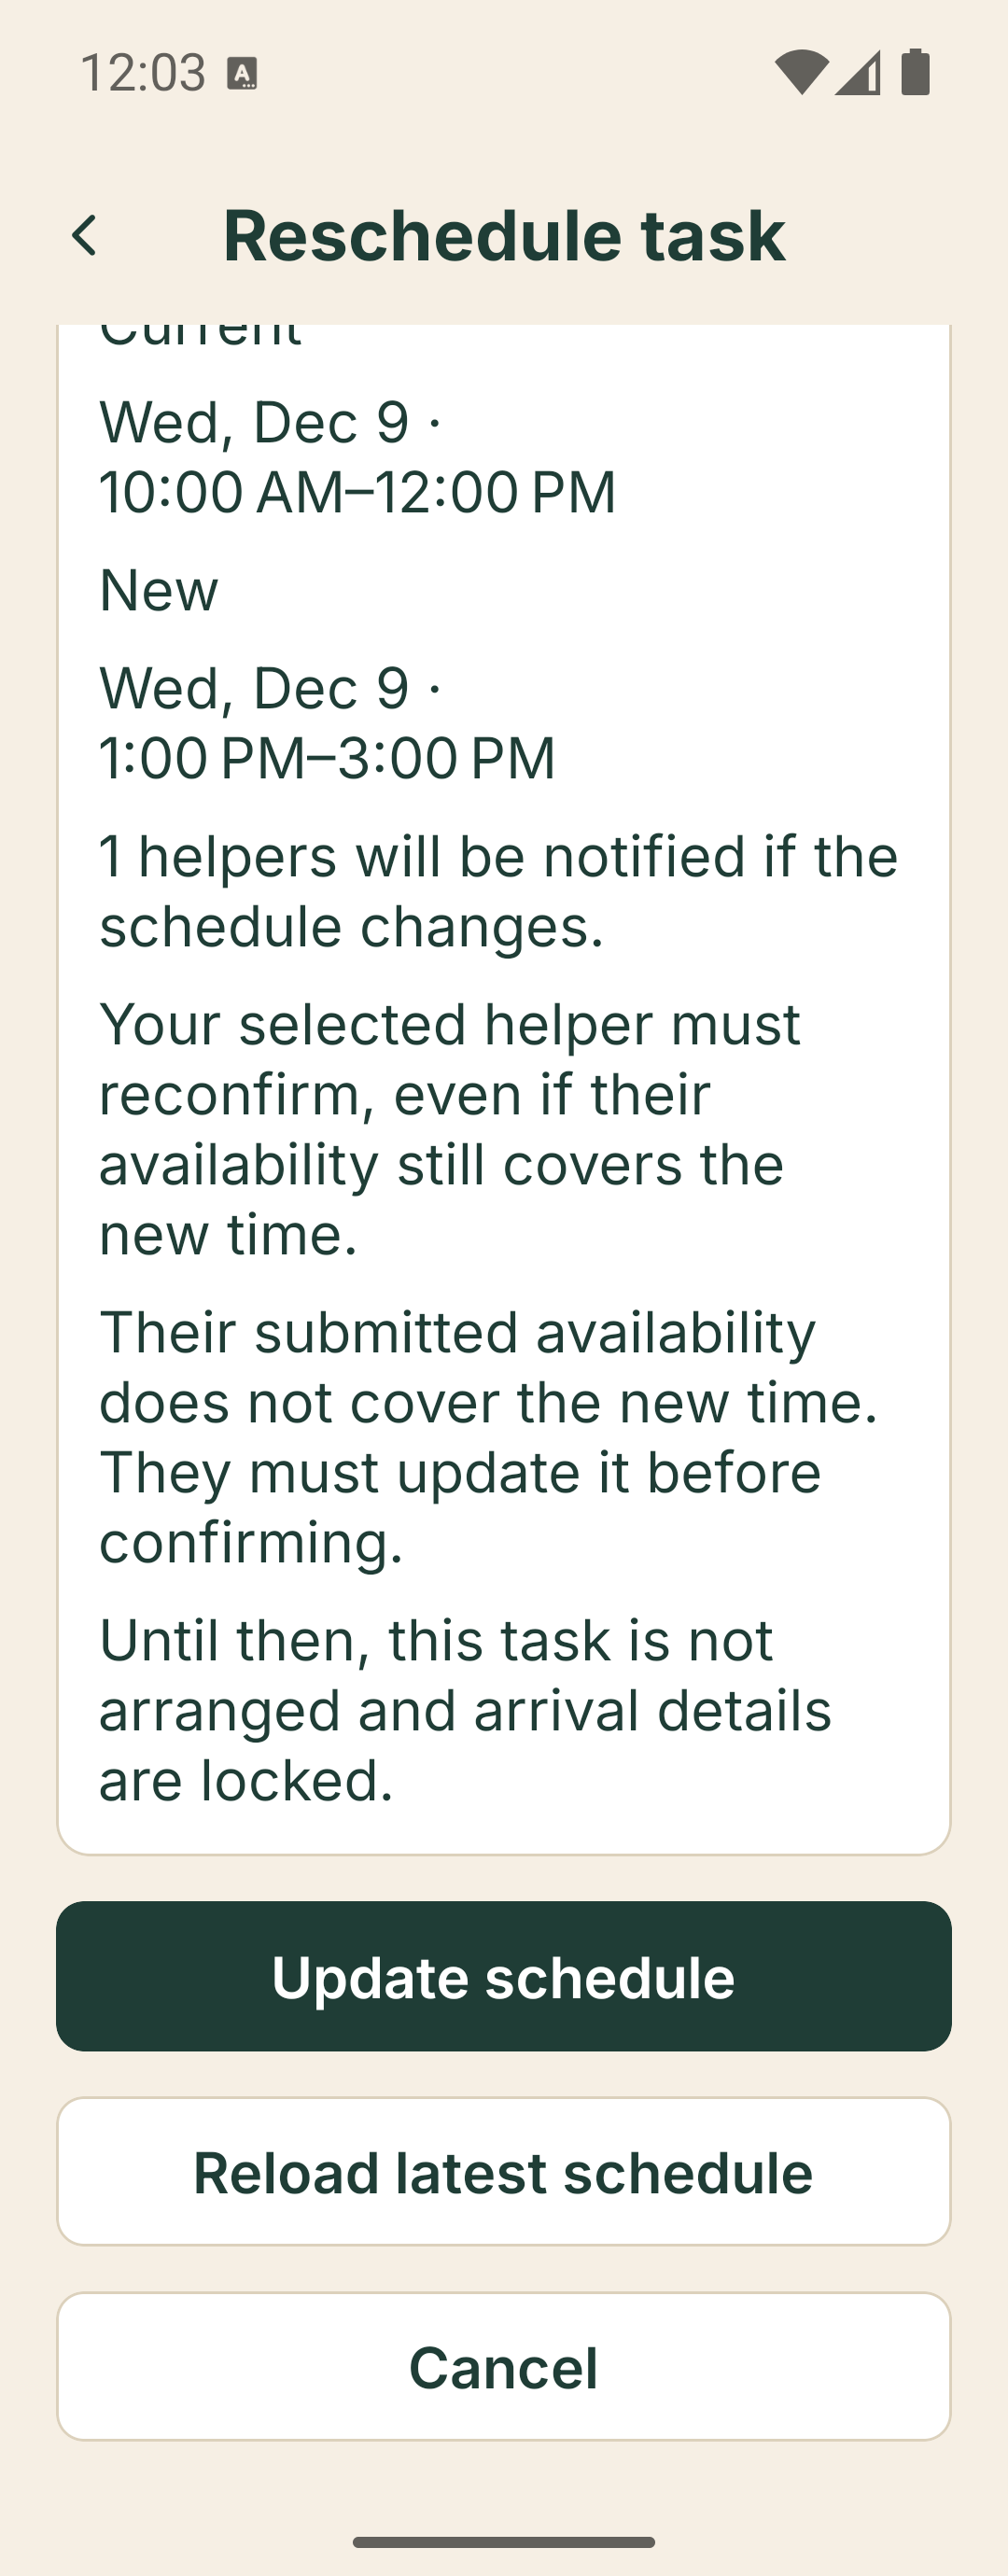 12:03
A
Reschedule task
Current
Wed, Dec 9 ·
10:00 AM–12:00 PM
New
Wed, Dec 9 ·
1:00 PM–3:00 PM
1 helpers will be notified if the
schedule changes.
Your selected helper must
reconfirm, even if their
availability still covers the
new time.
Their submitted availability
does not cover the new time.
They must update it before
confirming.
Until then, this task is not
arranged and arrival details
are locked.
Update schedule
Reload latest schedule
Cancel